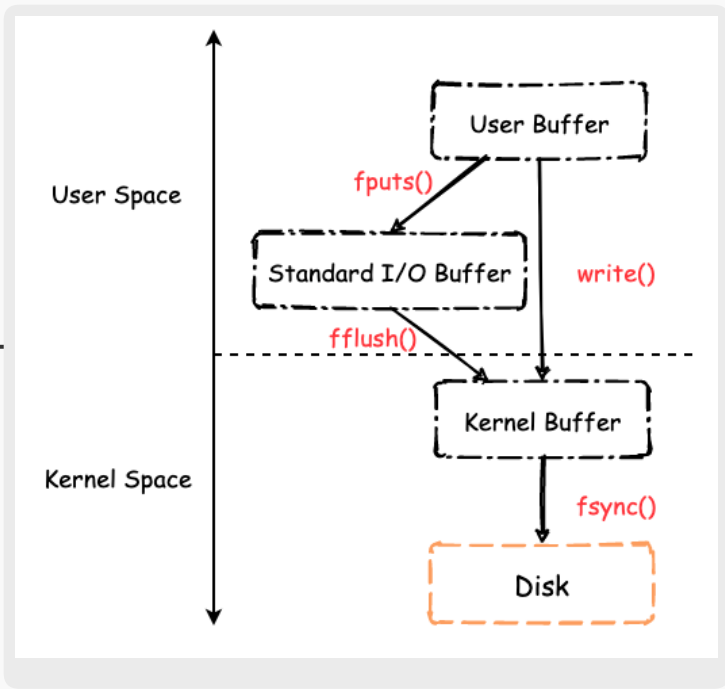 User Buffer
fputs()
User Space
Standard I/O Buffer
write()
fflush()
Kernel Buffer
Kernel Space
fsync()
Disk